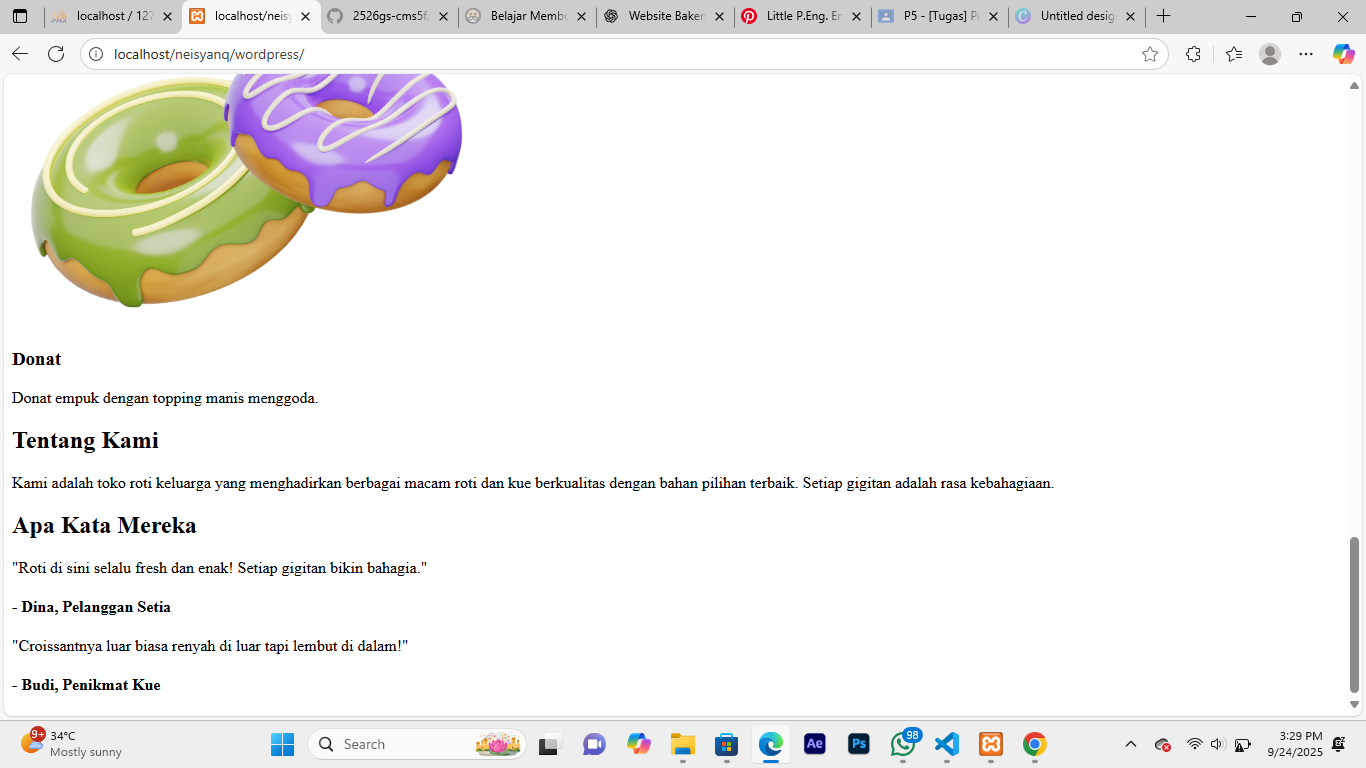 localhost / 127
localhost/neisy
2526gs-cms5f
Belajar Membu
Website Bakery
Little P.Eng. En
P5 - [Tugas] P
Untitled design
localhost/neisyanq/wordpress/
Donat
Donat empuk dengan topping manis menggoda.
Tentang Kami
Kami adalah toko roti keluarga yang menghadirkan berbagai macam roti dan kue berkualitas dengan bahan pilihan terbaik. Setiap gigitan adalah rasa kebahagiaan.
Apa Kata Mereka
"Roti di sini selalu fresh dan enak! Setiap gigitan bikin bahagia."
- Dina, Pelanggan Setia
"Croissantnya luar biasa renyah di luar tapi lembut di dalam!"
- Budi, Penikmat Kue
9+
34°C
Mostly sunny
Search
Ae
Ps
98
3:29 PM
9/24/2025